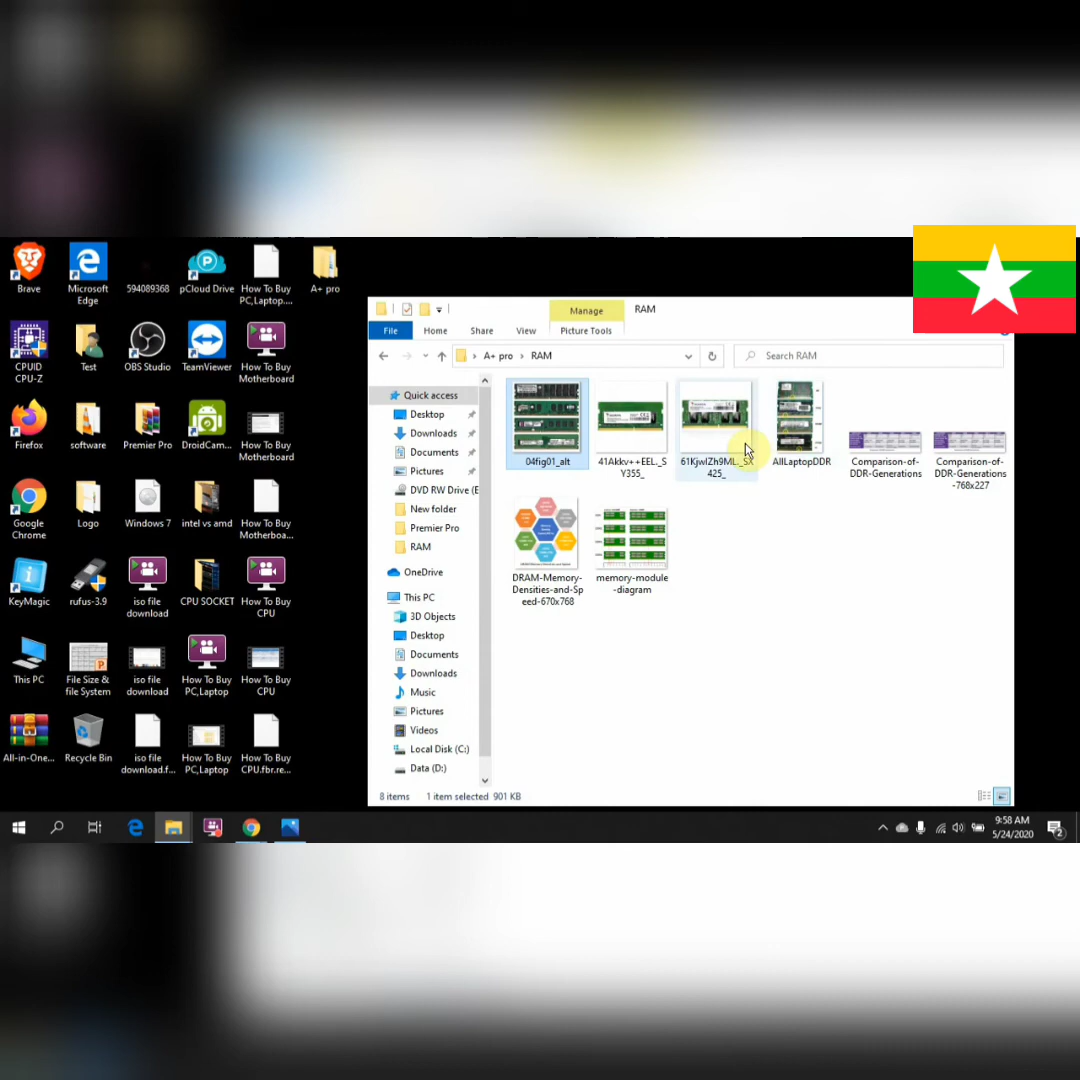 Brave
Microsoft
Edge
594089368
pCloud Drive
How To Buy
PC,Laptop....
A+ pro
CPUID
CPU-Z
Test
OBS Studio
TeamViewer
How To Buy
Motherboard
Firefox
software
Premier Pro
DroidCam...
How To Buy
Motherboard
Google
Chrome
Logo
Windows 7
intel vs amd
How To Buy
Motherboa...
KeyMagic
rufus-3.9
iso file
download
CPU SOCKET
How To Buy
CPU
This PC
File Size &
file System
iso file
download
How To Buy
PC,Laptop
How To Buy
CPU
All-in-One...
Recycle Bin
iso file
download.f...
How To Buy
PC,Laptop
How To Buy
CPU.fbr.re...
Manage
RAM
File
Home
Share
View
Picture Tools
A+ pro
RAM
Search RAM
Quick access
Desktop
Downloads
Documents
Pictures
DVD RW Drive (E
New folder
Premier Pro
RAM
OneDrive
This PC
3D Objects
Desktop
Documents
Downloads
Music
Pictures
Videos
Local Disk (C:)
Data (D:)
04fig01_alt
41Akkv++EEL._S
Y355_
61KjwlZh9ML._SX
425_
AllLaptopDDR
Comparison-of-
DDR-Generations
Comparison-of-
DDR-Generations
-768x227
DRAM-Memory-
Densities-and-Sp
eed-670x768
memory-module
-diagram
8 items
1 item selected 901 KB
9:58 AM
5/24/2020
2